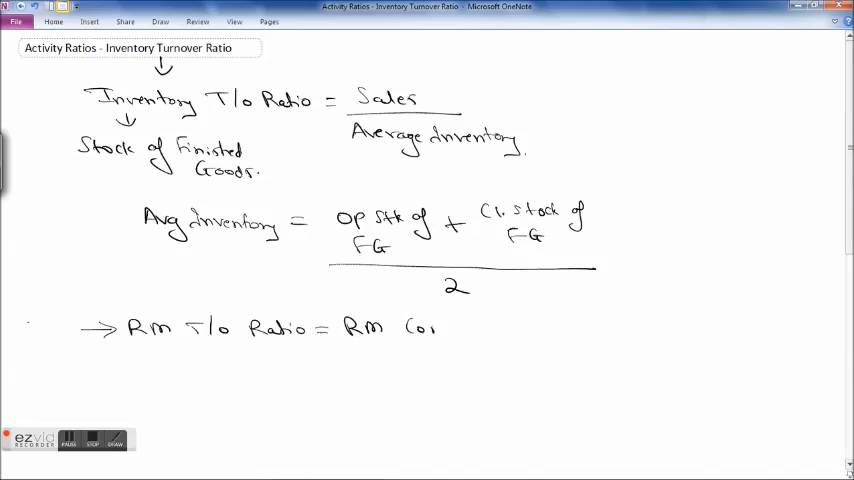 Activity Ratios - Inventory Turnover Ratio - Microsoft OneNote
File Home Insert Share Draw Review View Pages
Activity Ratios - Inventory Turnover Ratio
Inventory T/o Ratio = Sales
Average Inventory.
Stock of Finished
Goods.
Avg Inventory = Op Stk of FG + Cl. Stock of FG
2
→ RM T/o Ratio = RM Co
ezvid
RECORDER
PAUSE STOP DRAW